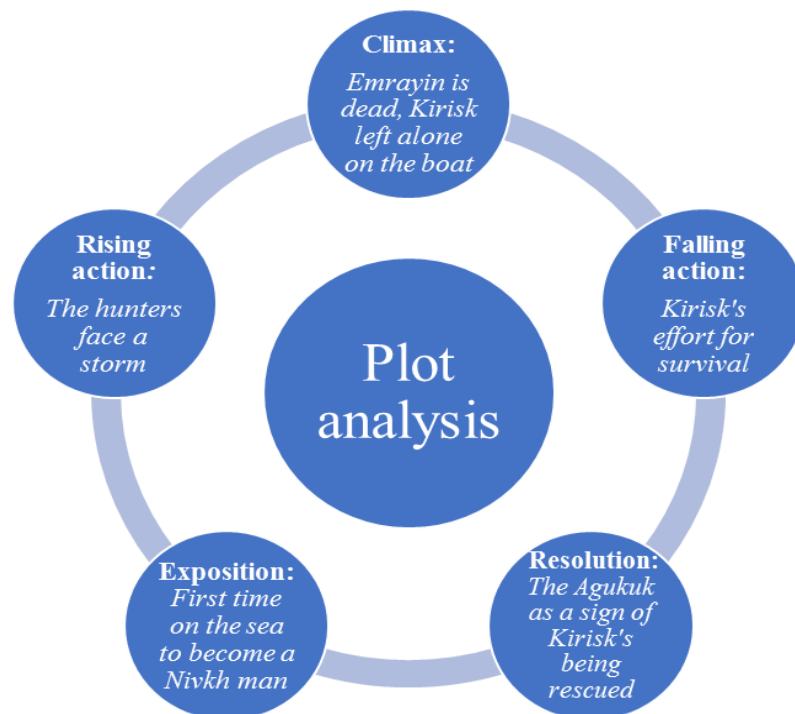 Climax:
Emrayin is
dead, Kirisk
left alone
on the boat
Rising
action:
The hunters
face a
storm
Falling
action:
Kirisk's
effort for
survival
Plot
analysis
Exposition:
First time
on the sea
to become a
Nivkh man
Resolution:
The Agukuk
as a sign of
Kirisk's
being
rescued